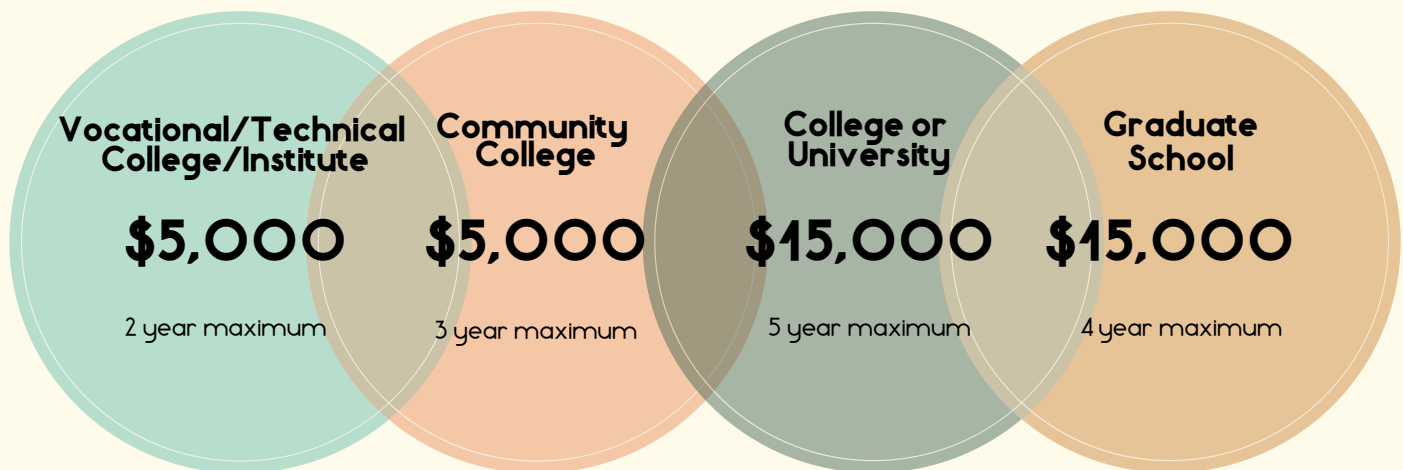 Vocational/Technical
College/Institute
$5,000
2 year maximum
Community
College
$5,000
3 year maximum
College or
University
$15,000
5 year maximum
Graduate
School
$15,000
4 year maximum